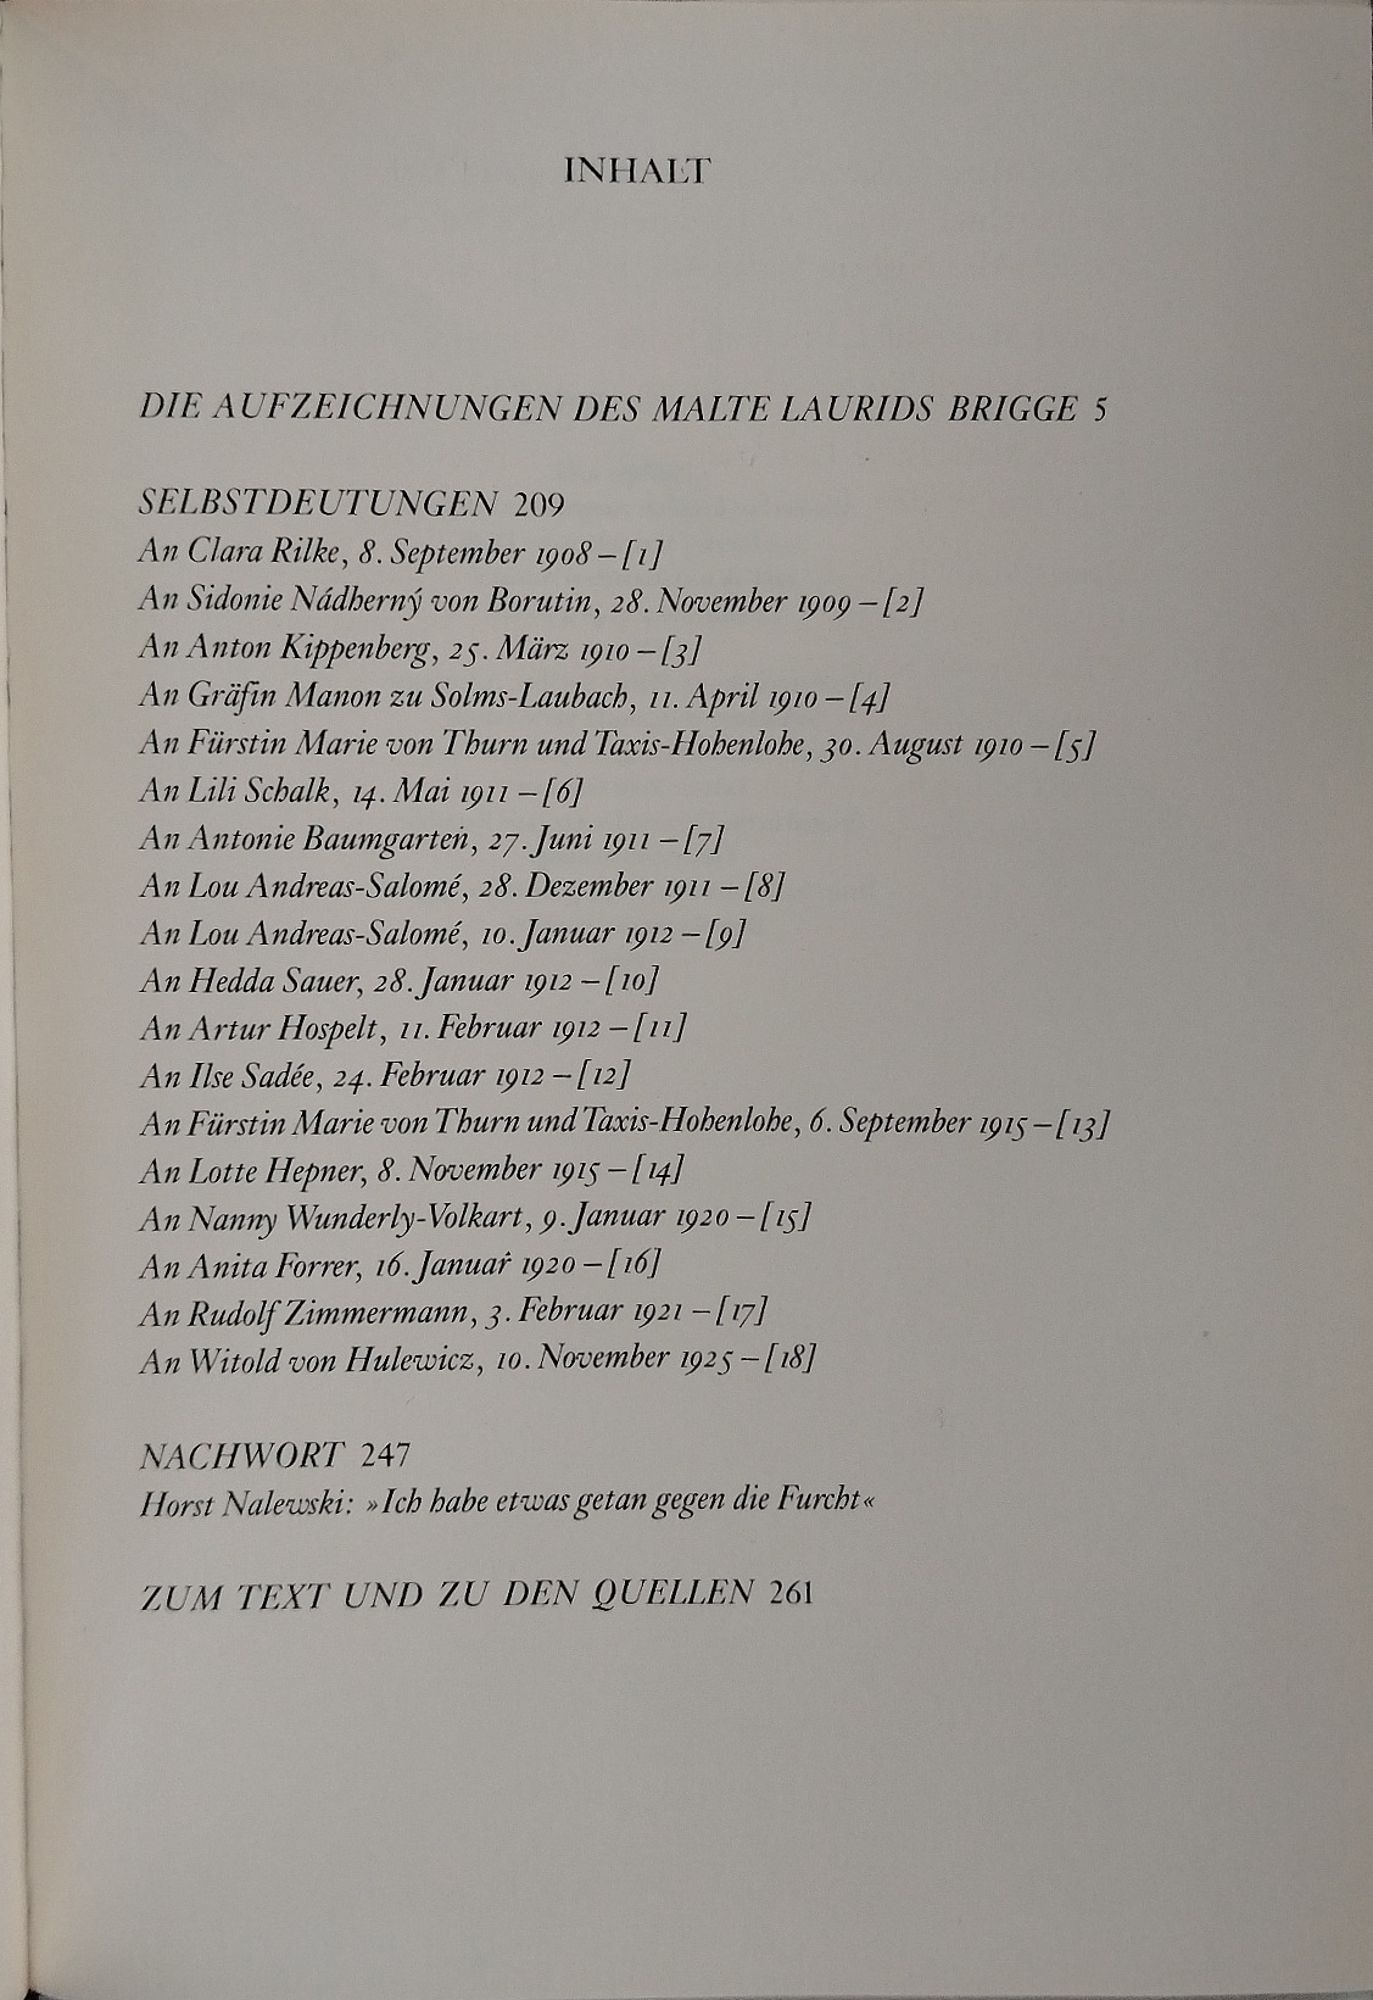 INHALT
DIE AUFZEICHNUNGEN DES MALTE LAURIDS BRIGGE 5
SELBSTDEUTUNGEN 209
An Clara Rilke, 8. September 1908 – [1]
An Sidonie Nádherný von Borutin, 28. November 1909 – [2]
An Anton Kippenberg, 25. März 1910 – [3]
An Gräfin Manon zu Solms-Laubach, 11. April 1910 – [4]
An Fürstin Marie von Thurn und Taxis-Hohenlohe, 30. August 1910 – [5]
An Lili Schalk, 14. Mai 1911 – [6]
An Antonie Baumgarten, 27. Juni 1911 – [7]
An Lou Andreas-Salomé, 28. Dezember 1911 – [8]
An Lou Andreas-Salomé, 10. Januar 1912 – [9]
An Hedda Sauer, 28. Januar 1912 – [10]
An Artur Hospelt, 11. Februar 1912 – [11]
An Ilse Sadée, 24. Februar 1912 – [12]
An Fürstin Marie von Thurn und Taxis-Hohenlohe, 6. September 1915 – [13]
An Lotte Hepner, 8. November 1915 – [14]
An Nanny Wunderly-Volkart, 9. Januar 1920 – [15]
An Anita Forrer, 16. Januar 1920 – [16]
An Rudolf Zimmermann, 3. Februar 1921 – [17]
An Witold von Hulewicz, 10. November 1925 – [18]
NACHWORT 247
Horst Nalewski: »Ich habe etwas getan gegen die Furcht«
ZUM TEXT UND ZU DEN QUELLEN 261